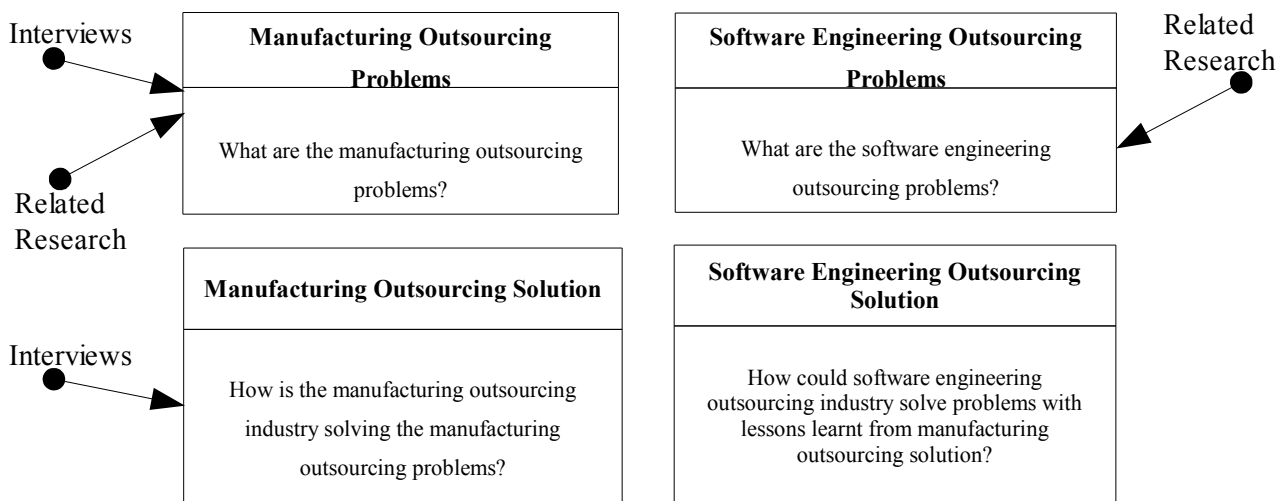 Interviews
Manufacturing Outsourcing
Problems
What are the manufacturing outsourcing
problems?
Related
Research
Software Engineering Outsourcing
Problems
What are the software engineering
outsourcing problems?
Related
Research
Manufacturing Outsourcing Solution
Interviews
How is the manufacturing outsourcing
industry solving the manufacturing
outsourcing problems?
Software Engineering Outsourcing
Solution
How could software engineering
outsourcing industry solve problems with
lessons learnt from manufacturing
outsourcing solution?